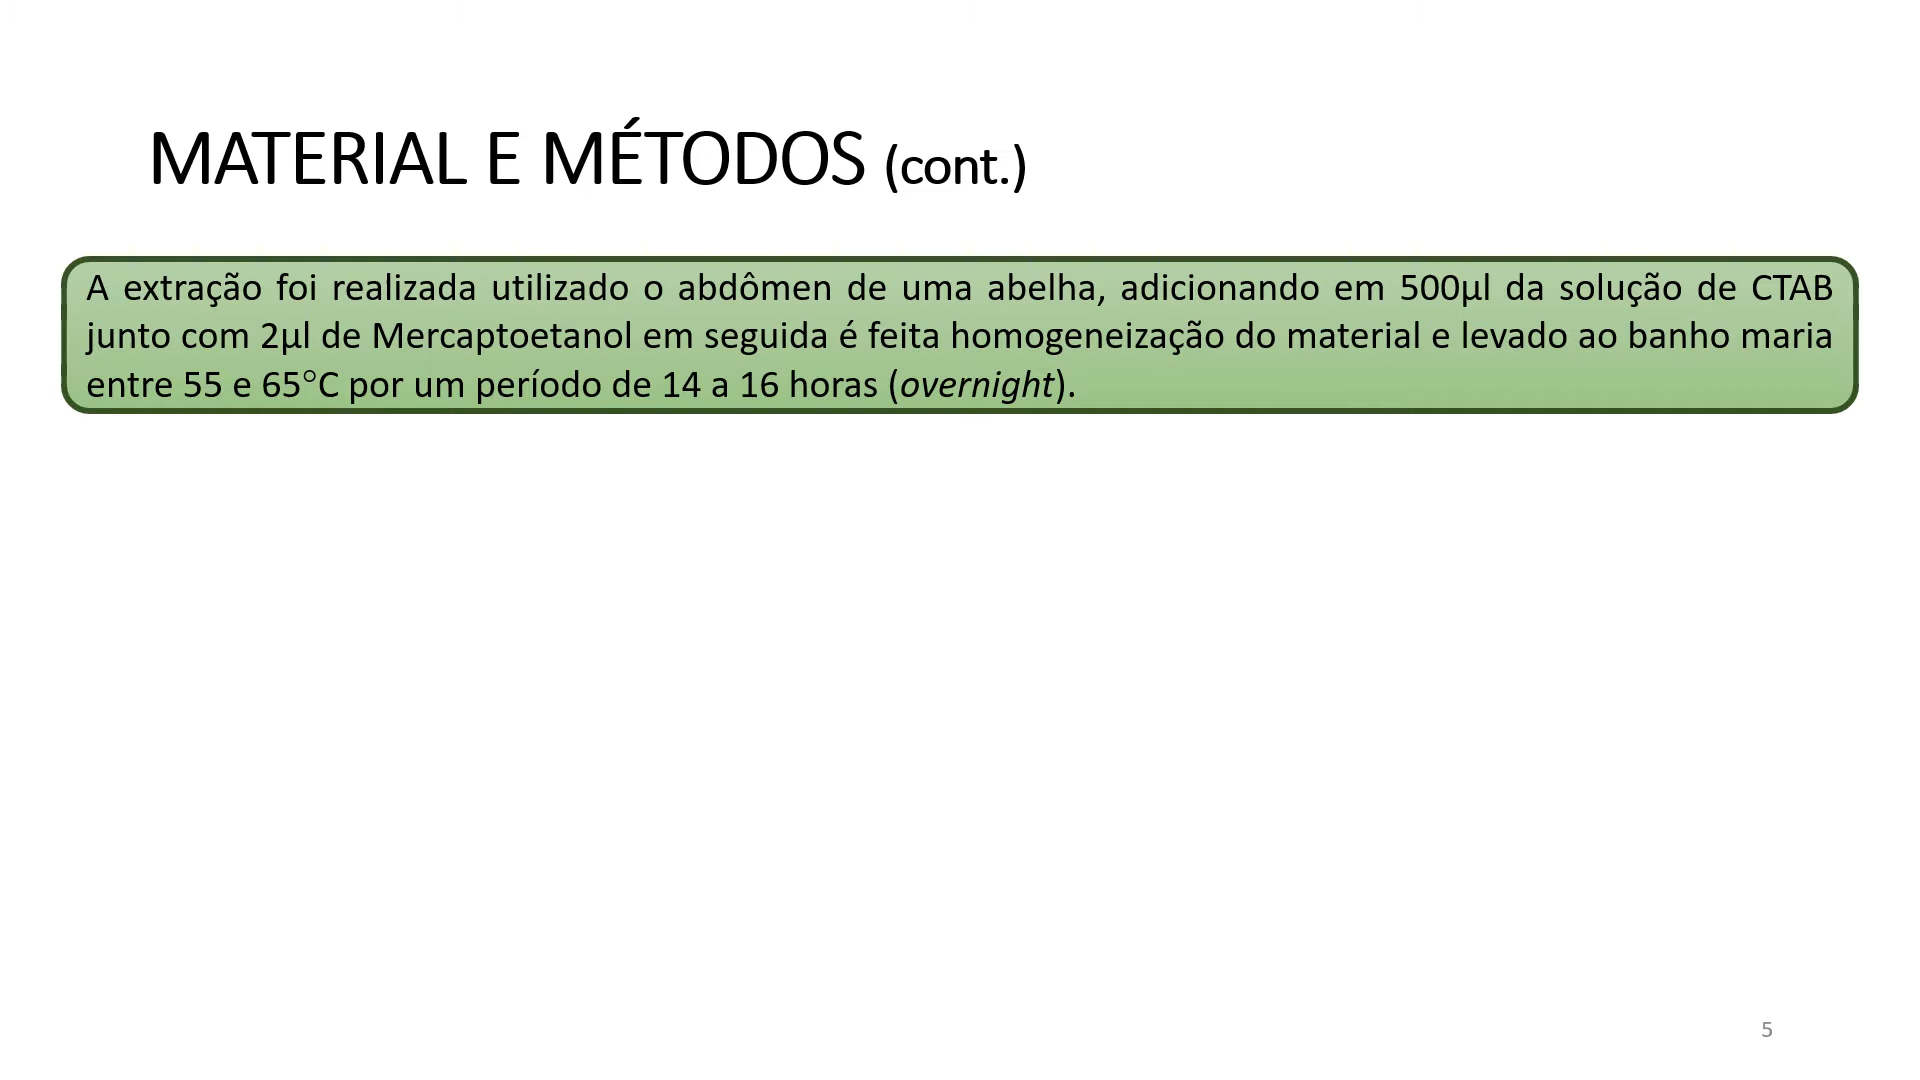 MATERIAL E MÉTODOS (cont.)
A extração foi realizada utilizado o abdômen de uma abelha, adicionando em 500µl da solução de CTAB
junto com 2µl de Mercaptoetanol em seguida é feita homogeneização do material e levado ao banho maria
entre 55 e 65°C por um período de 14 a 16 horas (overnight).
5